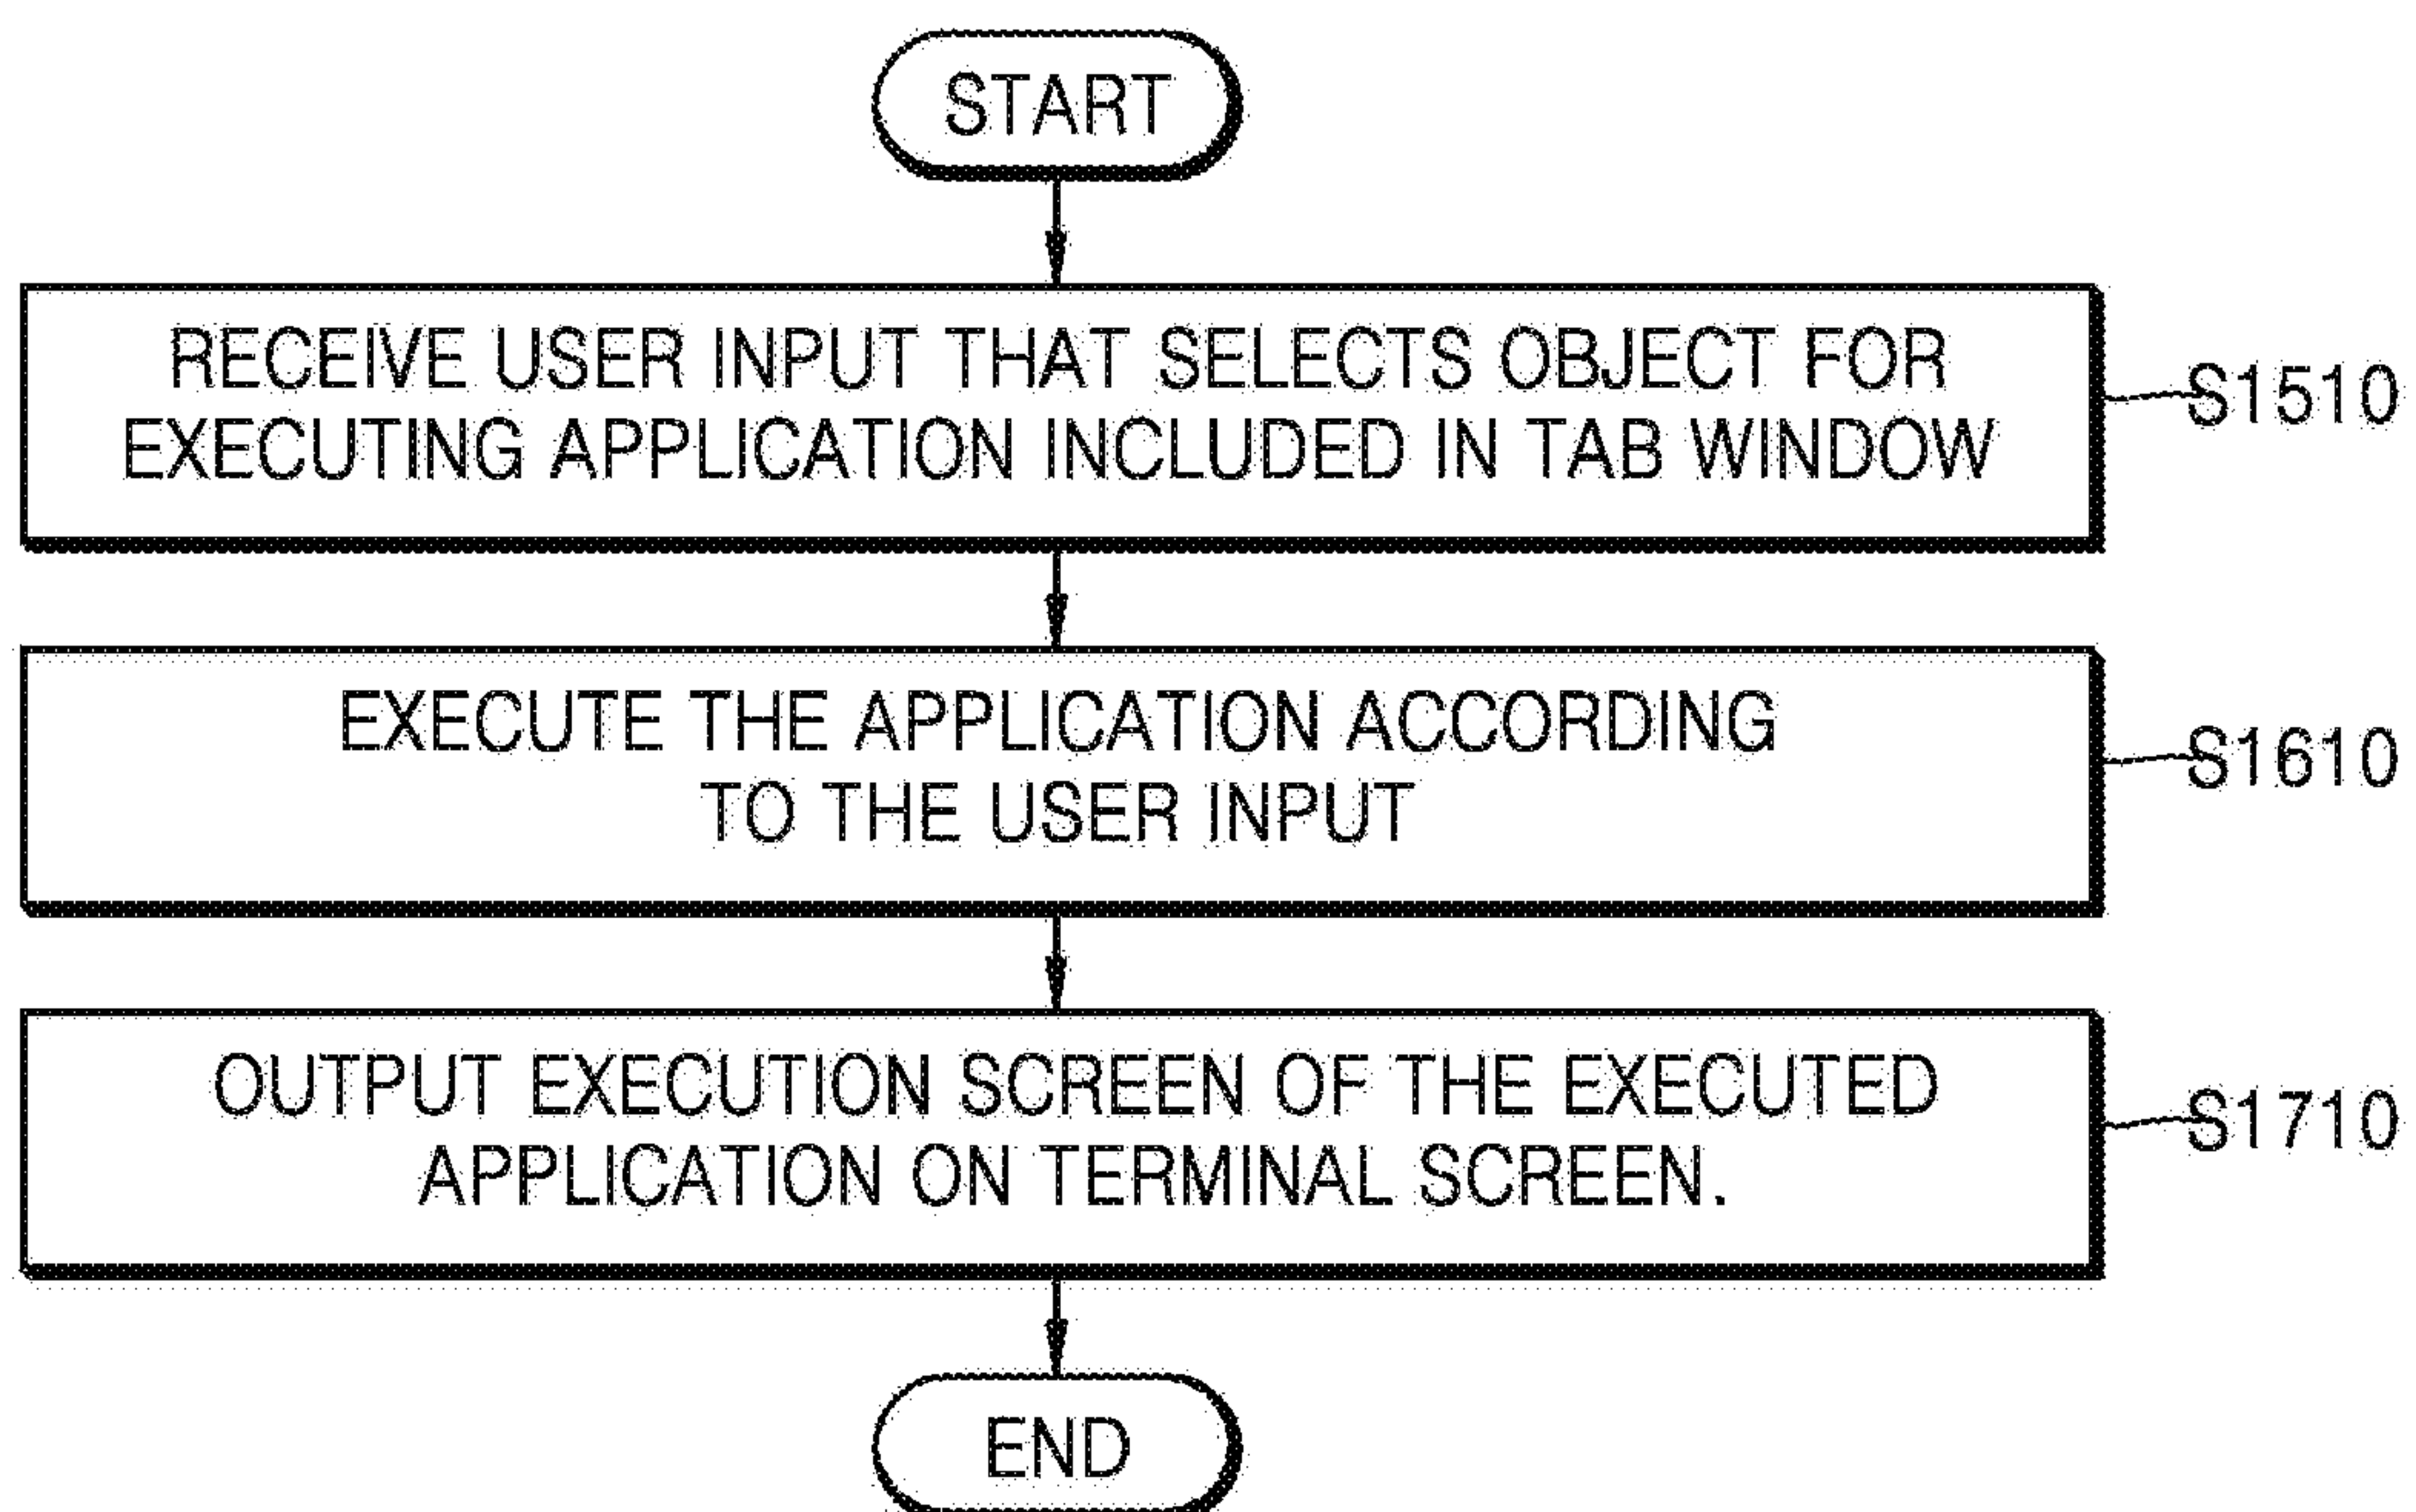 START
RECEIVE USER INPUT THAT SELECTS OBJECT FOR
EXECUTING APPLICATION INCLUDED IN TAB WINDOW
S1510
EXECUTE THE APPLICATION ACCORDING
TO THE USER INPUT
S1610
OUTPUT EXECUTION SCREEN OF THE EXECUTED
APPLICATION ON TERMINAL SCREEN.
S1710
END